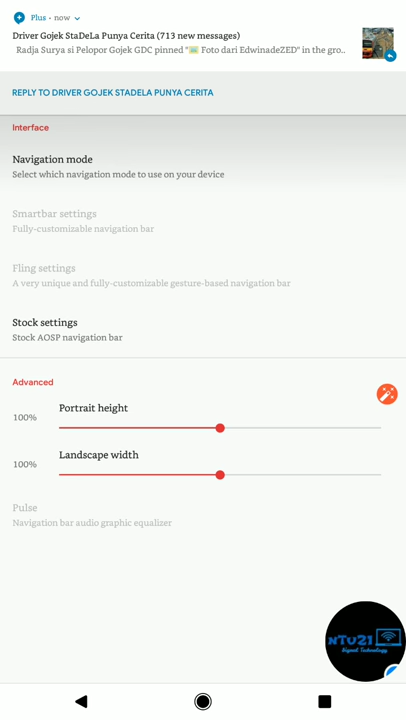 Plus • now
Driver Gojek StaDeLa Punya Cerita (713 new messages)
Radja Surya si Pelopor Gojek GDC pinned "🖼 Foto dari EdwinadeZED" in the gro..
REPLY TO DRIVER GOJEK STADELA PUNYA CERITA
Interface
Navigation mode
Select which navigation mode to use on your device
Smartbar settings
Fully-customizable navigation bar
Fling settings
A very unique and fully-customizable gesture-based navigation bar
Stock settings
Stock AOSP navigation bar
Advanced
Portrait height
100%
Landscape width
100%
Pulse
Navigation bar audio graphic equalizer
NTV21